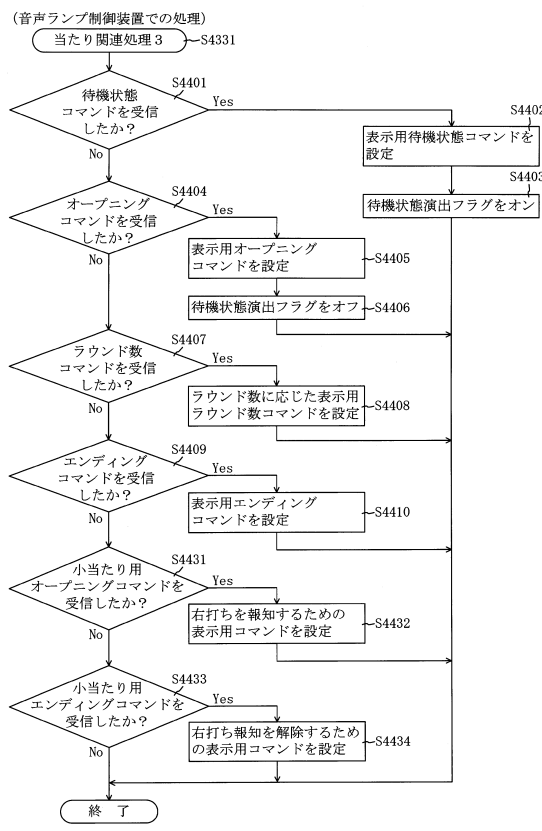 （音声ランプ制御装置での処理）
当たり関連処理３
S4331
待機状態
コマンドを受信
したか？
S4401
Yes
No
S4402
表示用待機状態コマンドを
設定
S4403
待機状態演出フラグをオン
オープニング
コマンドを受信
したか？
S4404
Yes
No
表示用オープニング
コマンドを設定
S4405
待機状態演出フラグをオフ
S4406
ラウンド数
コマンドを受信
したか？
S4407
Yes
No
ラウンド数に応じた表示用
ラウンド数コマンドを設定
S4408
エンディング
コマンドを受信
したか？
S4409
Yes
No
表示用エンディング
コマンドを設定
S4410
小当たり用
オープニングコマンドを
受信したか？
S4431
Yes
No
右打ちを報知するための
表示用コマンドを設定
S4432
小当たり用
エンディングコマンドを
受信したか？
S4433
Yes
No
右打ち報知を解除するため
の表示用コマンドを設定
S4434
終　了